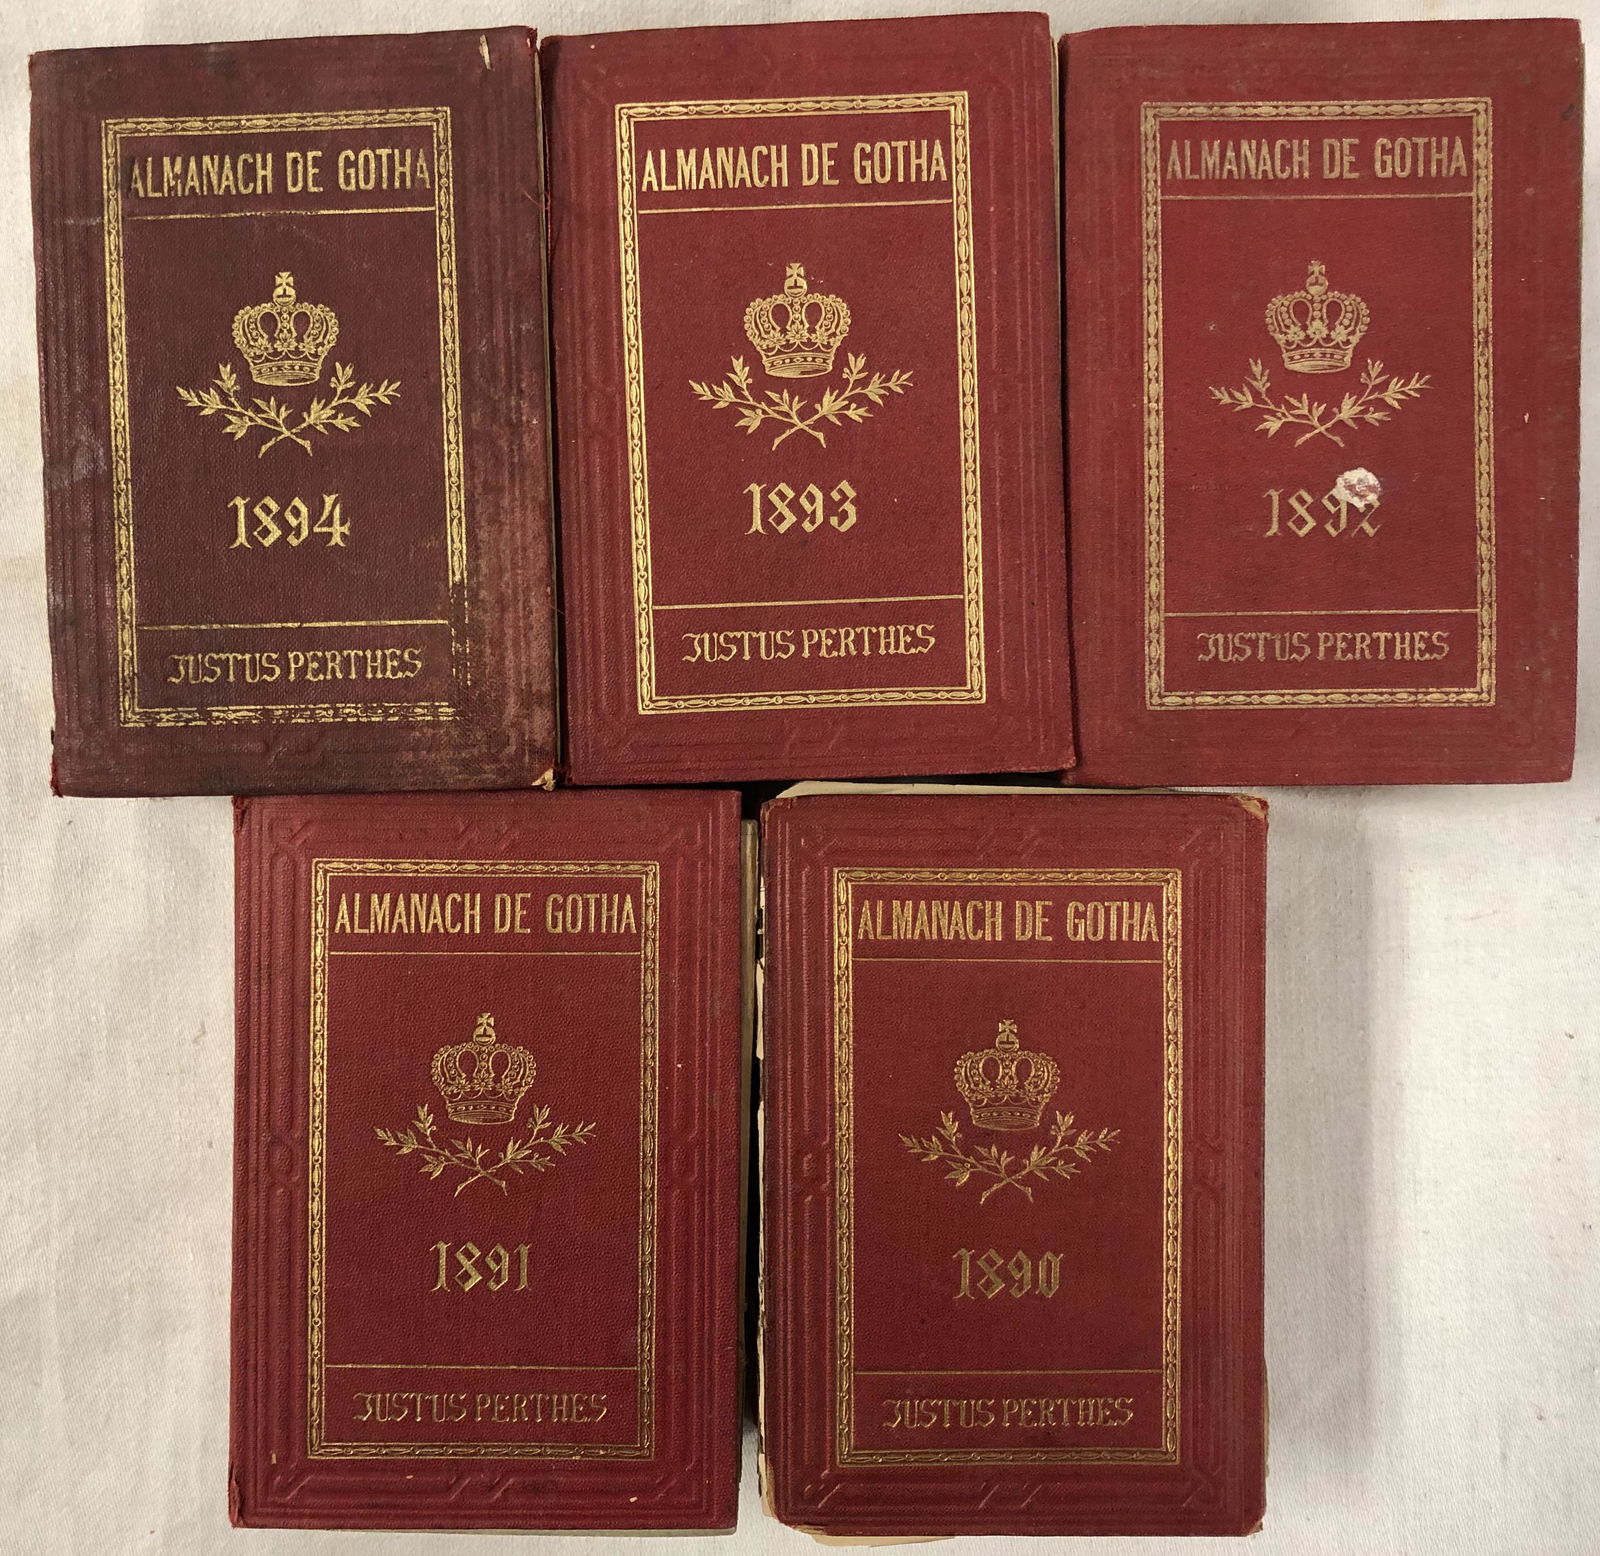 ALMANACH DE GOTHA
1894
JUSTUS PERTHES
ALMANACH DE GOTHA
1893
JUSTUS PERTHES
ALMANACH DE GOTHA
1892
JUSTUS PERTHES
ALMANACH DE GOTHA
1891
JUSTUS PERTHES
ALMANACH DE GOTHA
1890
JUSTUS PERTHES